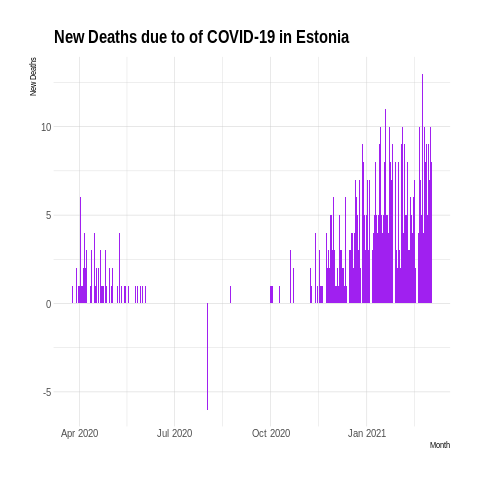 New Deaths due to of COVID-19 in Estonia
New Deaths
10
5
0
-5
Apr 2020 Jul 2020 Oct 2020 Jan 2021
Month